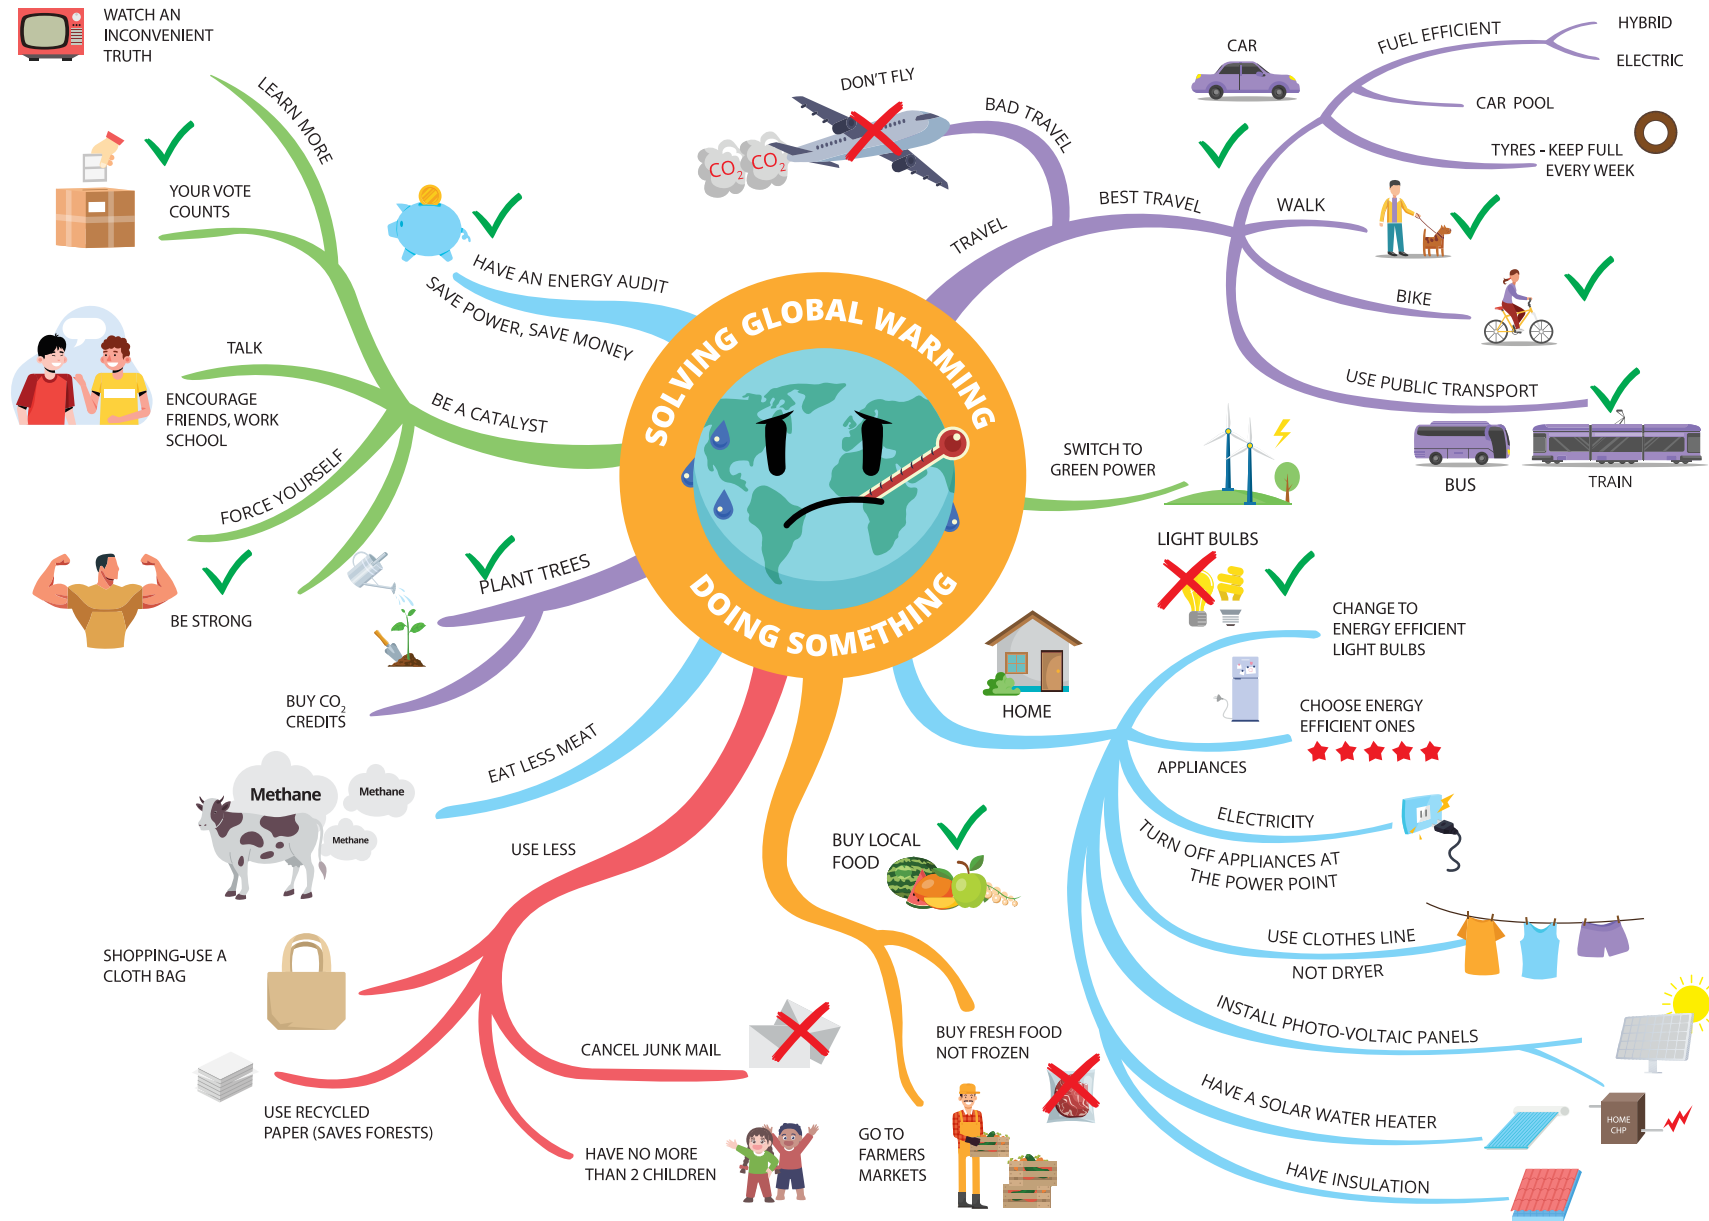 SOLVING GLOBAL WARMING
DOING SOMETHING
WATCH AN
INCONVENIENT
TRUTH
LEARN MORE
YOUR VOTE
COUNTS
TALK
ENCOURAGE
FRIENDS, WORK
SCHOOL
FORCE YOURSELF
BE STRONG
BE A CATALYST
HAVE AN ENERGY AUDIT
SAVE POWER, SAVE MONEY
DON'T FLY
CO2 CO2
BAD TRAVEL
TRAVEL
BEST TRAVEL
CAR
FUEL EFFICIENT
HYBRID
ELECTRIC
CAR POOL
TYRES - KEEP FULL
EVERY WEEK
WALK
BIKE
USE PUBLIC TRANSPORT
BUS
TRAIN
SWITCH TO
GREEN POWER
LIGHT BULBS
CHANGE TO
ENERGY EFFICIENT
LIGHT BULBS
HOME
CHOOSE ENERGY
EFFICIENT ONES
APPLIANCES
ELECTRICITY
TURN OFF APPLIANCES AT
THE POWER POINT
USE CLOTHES LINE
NOT DRYER
INSTALL PHOTO-VOLTAIC PANELS
HOME
CHP
HAVE A SOLAR WATER HEATER
HAVE INSULATION
PLANT TREES
BUY CO2
CREDITS
EAT LESS MEAT
Methane
Methane
Methane
USE LESS
SHOPPING-USE A
CLOTH BAG
USE RECYCLED
PAPER (SAVES FORESTS)
CANCEL JUNK MAIL
HAVE NO MORE
THAN 2 CHILDREN
BUY LOCAL
FOOD
BUY FRESH FOOD
NOT FROZEN
GO TO
FARMERS
MARKETS